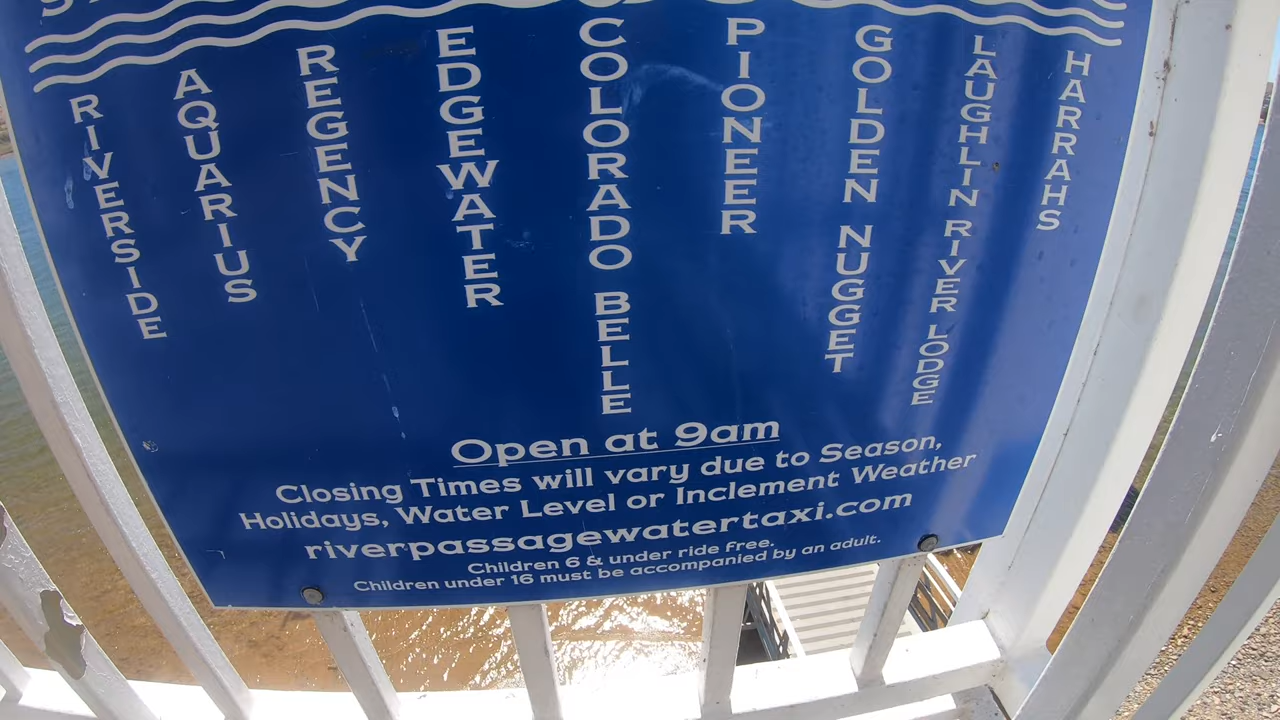 RIVERSIDE
AQUARIUS
REGENCY
EDGEWATER
COLORADO BELLE
PIONEER
GOLDEN NUGGET
LAUGHLIN RIVER LODGE
HARRAHS
Open at 9am
Closing Times will vary due to Season,
Holidays, Water Level or Inclement Weather
riverpassagewatertaxi.com
Children 6 & under ride free.
Children under 16 must be accompanied by an adult.